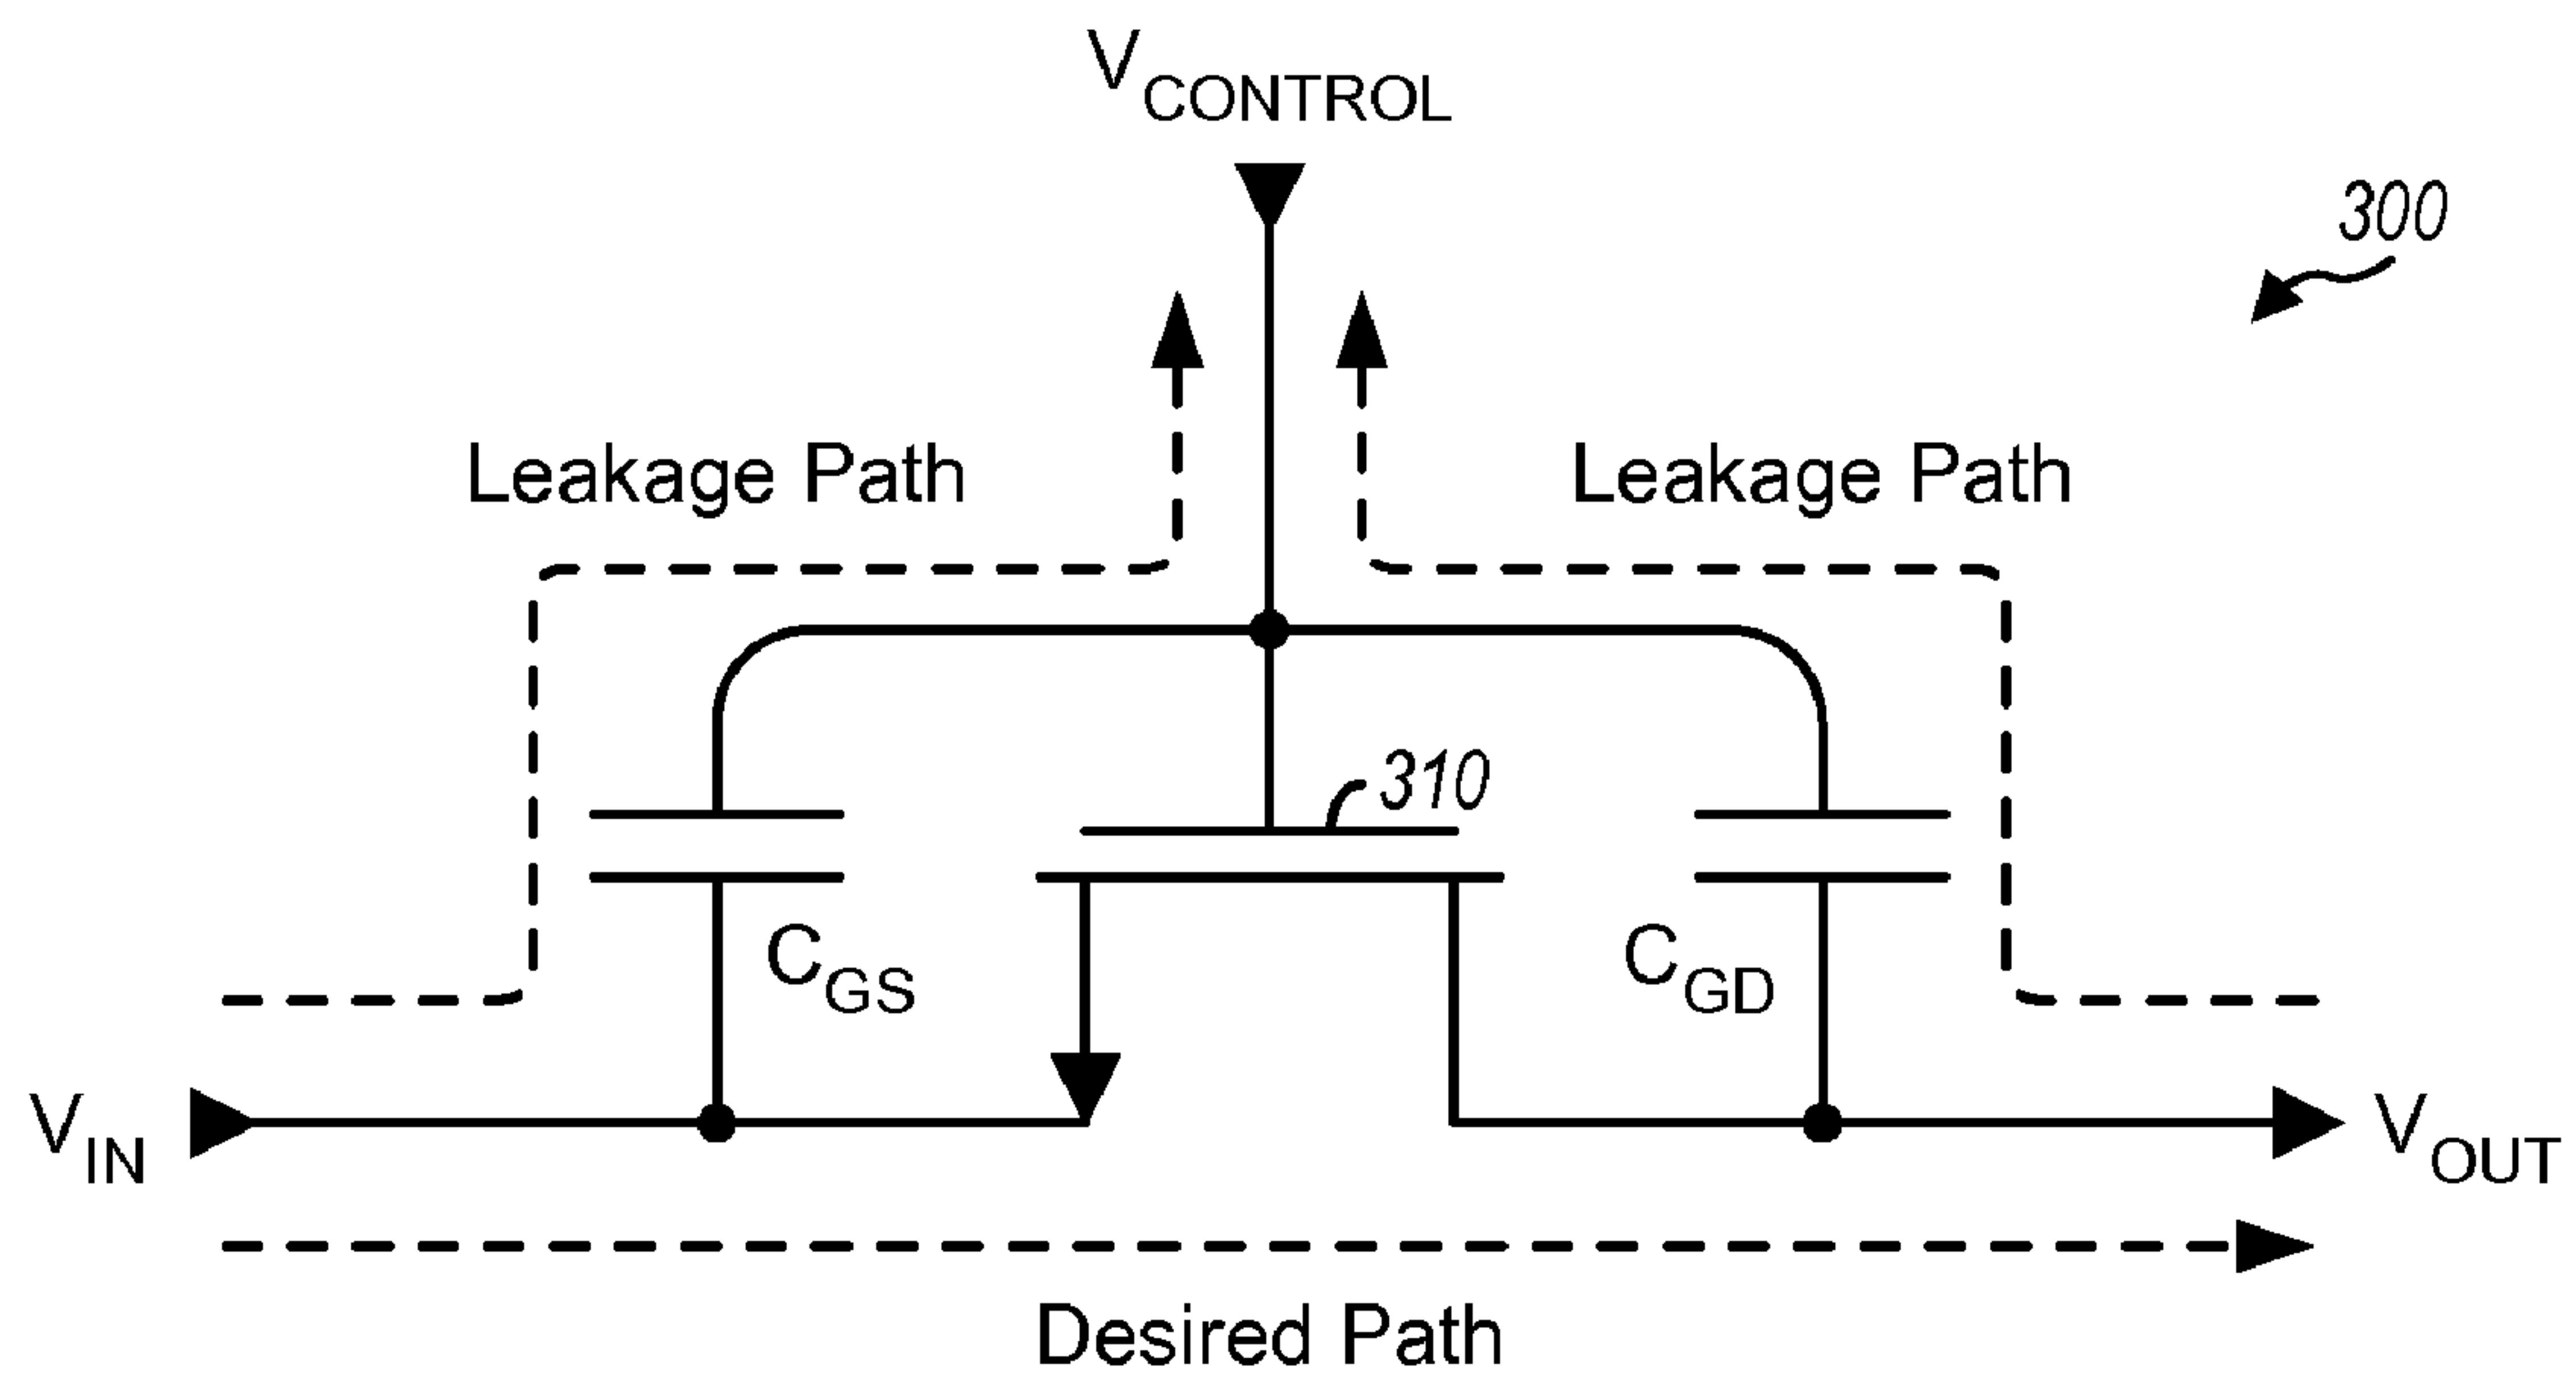 VCONTROL
300
Leakage Path
Leakage Path
310
CGS
CGD
VIN
VOUT
Desired Path